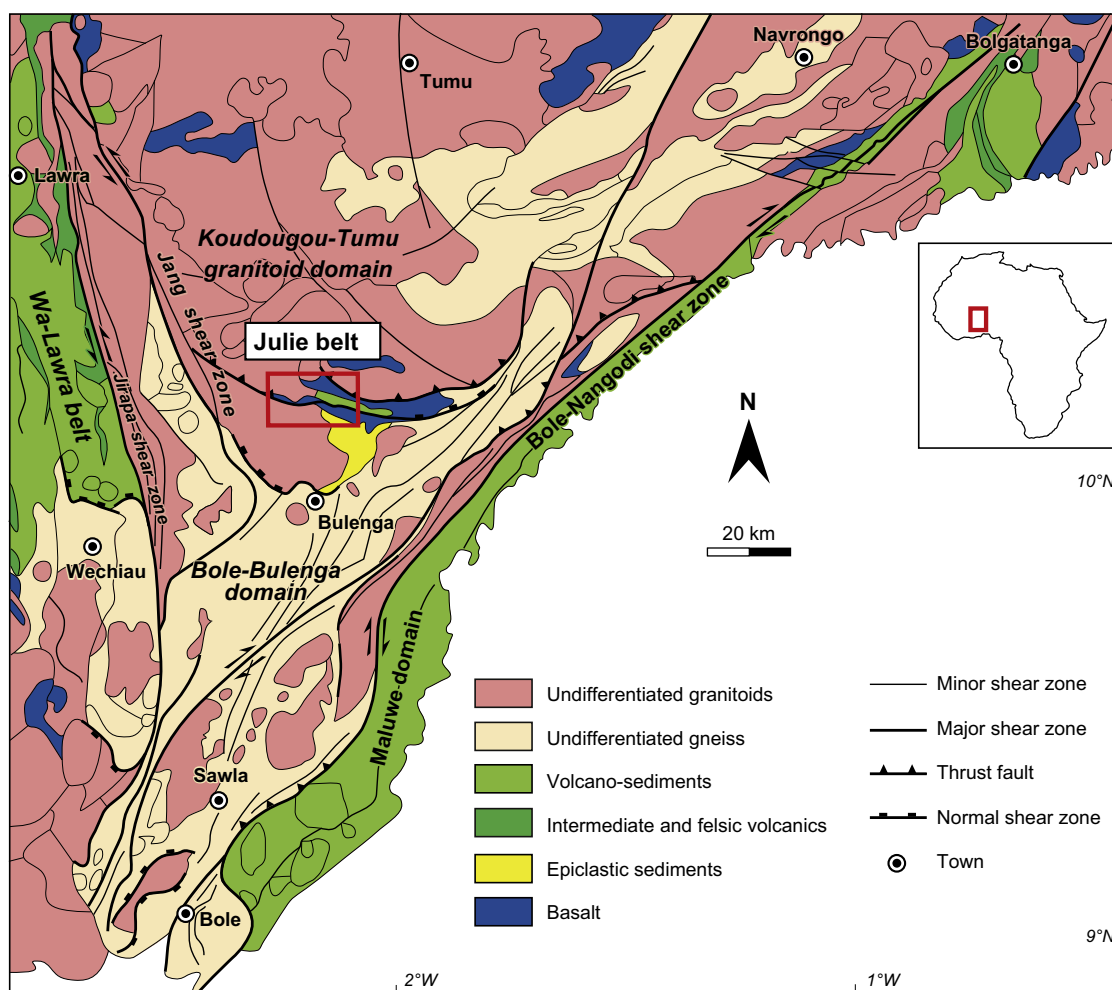 Navrongo
Bolgatanga
Tumu
Lawra
Koudougou-Tumu
granitoid domain
Jang shear zone
Wa-Lawra belt
Julie belt
Jirapa shear zone
Bole-Nangodi shear zone
N
10°N
20 km
Bulenga
Wechiau
Bole-Bulenga
domain
Maluwe domain
Sawla
Bole
Undifferentiated granitoids
Undifferentiated gneiss
Volcano-sediments
Intermediate and felsic volcanics
Epiclastic sediments
Basalt
Minor shear zone
Major shear zone
Thrust fault
Normal shear zone
Town
9°N
2°W
1°W